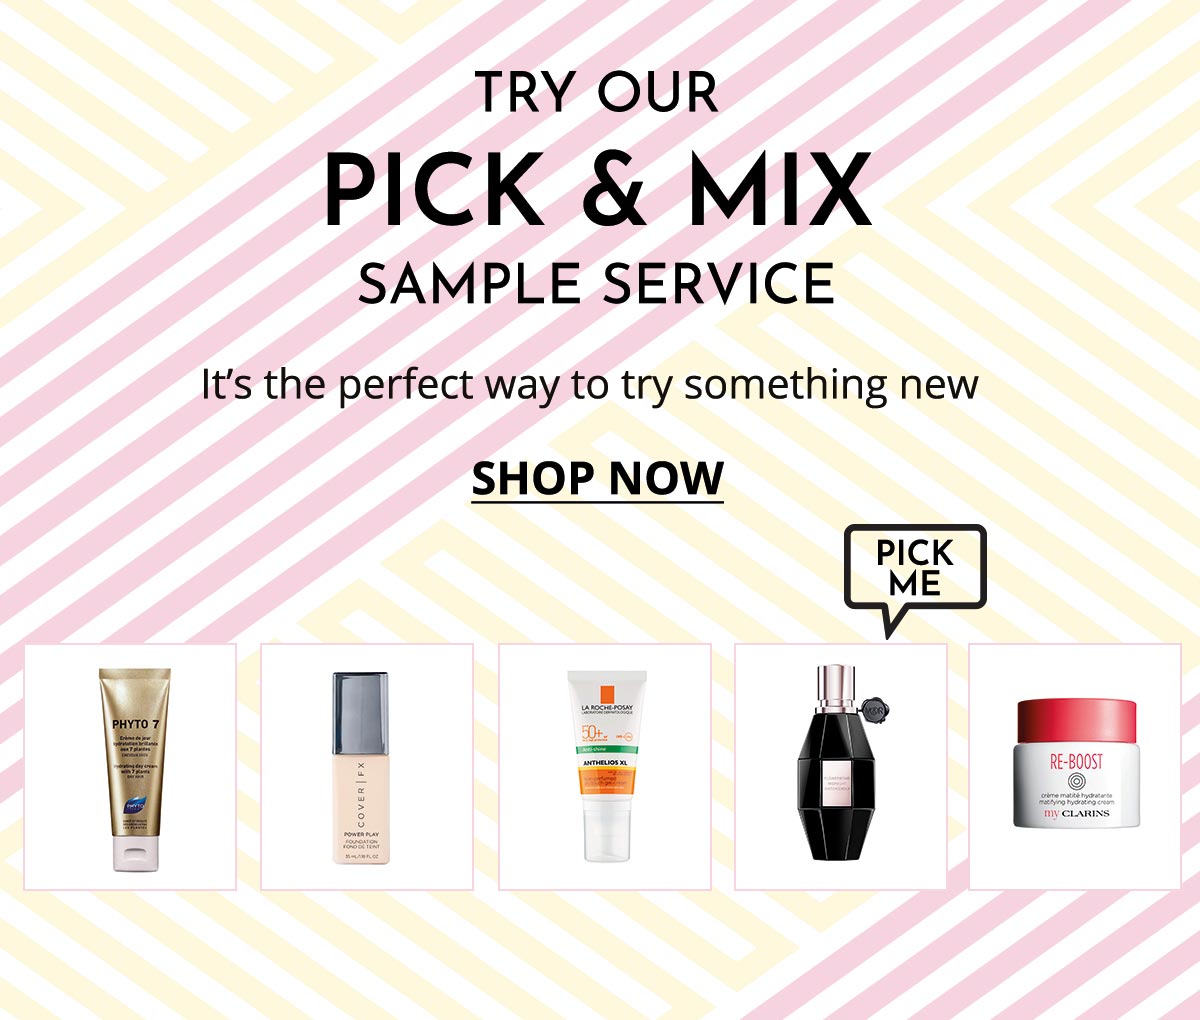 TRY OUR
PICK & MIX
SAMPLE SERVICE
It's the perfect way to try something new
SHOP NOW
PICK
ME
PHYTO 7
Crème de jour
hydratation brillance
aux 7 plantes
Hydrating day cream
with 7 plants
PHYTO
COVER | FX
POWER PLAY
FOUNDATION
FOND DE TEINT
35 mL/1.18 FL OZ
LA ROCHE-POSAY
LABORATOIRE DERMATOLOGIQUE
50+
Anti-shine
ANTHELIOS XL
RE-BOOST
crème matité hydratante
matifying hydrating cream
my CLARINS